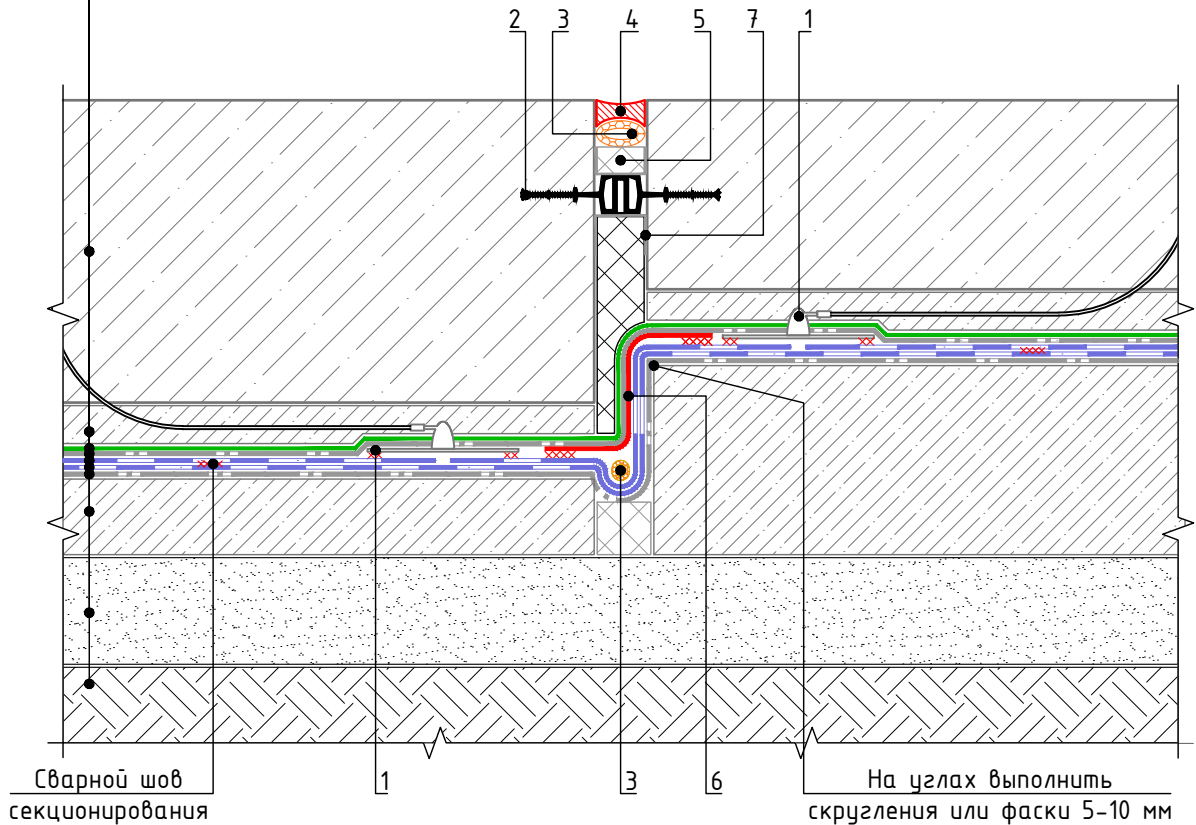 2
3
4
5
7
1
3
Сварной шов
секционирования
1
3
6
На углах выполнить
скругления или фаски 5-10 мм